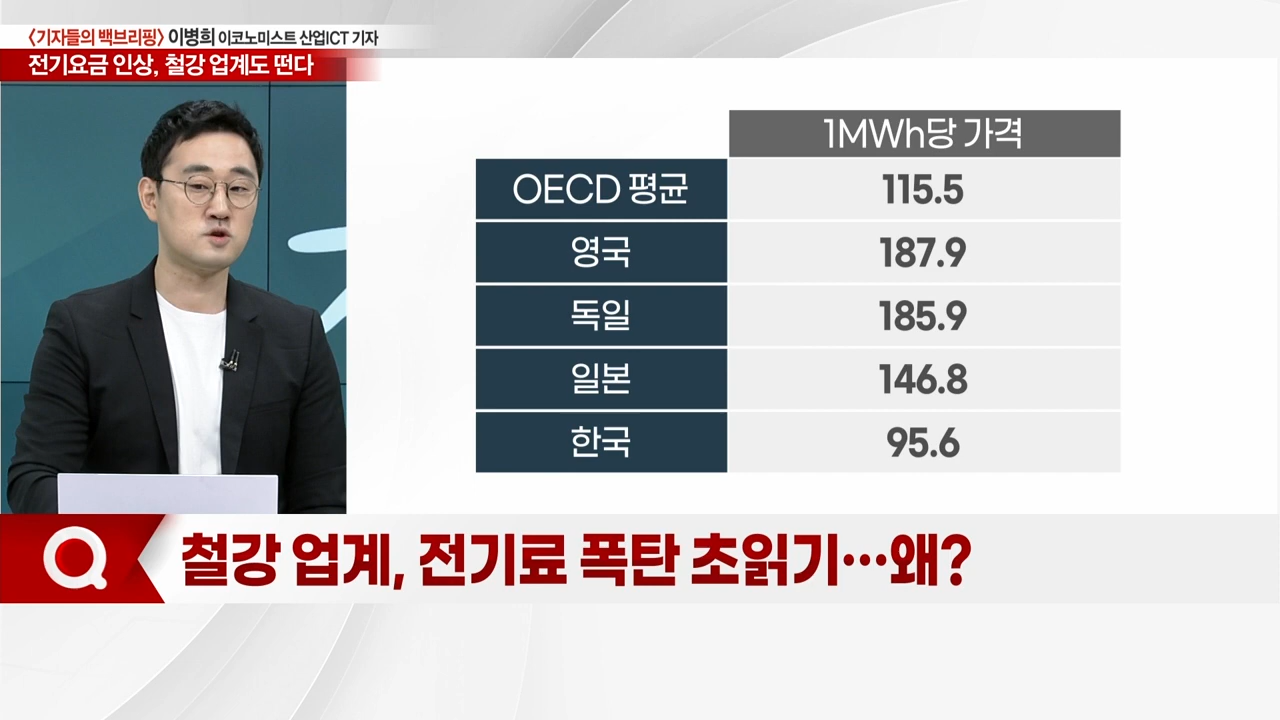 〈기자들의 백브리핑〉 이병희 이코노미스트 산업ICT 기자
전기요금 인상, 철강 업계도 떤다
1MWh당 가격
OECD 평균 115.5
영국 187.9
독일 185.9
일본 146.8
한국 95.6
Q 철강 업계, 전기료 폭탄 초읽기…왜?